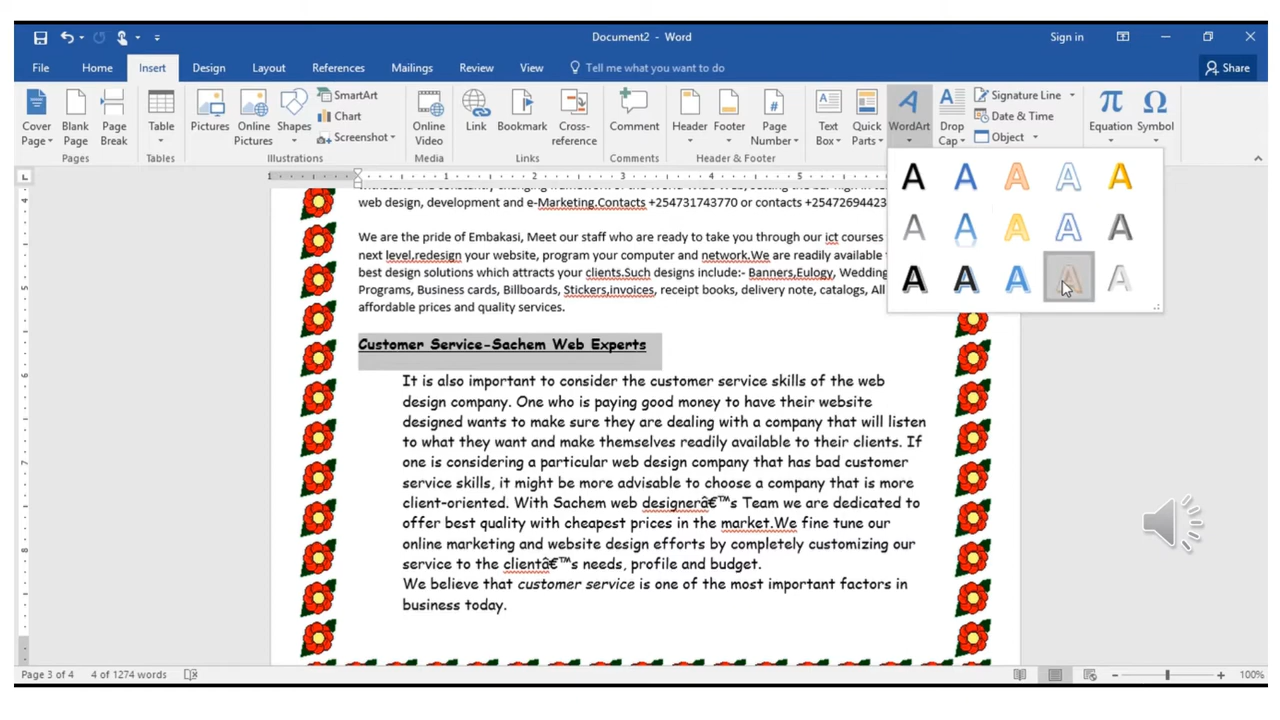 Document2 - Word
Sign in
File Home Insert Design Layout References Mailings Review View Tell me what you want to do Share
Cover Page
Blank Page
Page Break
Pages
Table
Tables
Pictures
Online Pictures
Shapes
SmartArt
Chart
Screenshot
Illustrations
Online Video
Media
Link
Bookmark
Cross-reference
Links
Comment
Comments
Header
Footer
Page Number
Header & Footer
Text Box
Quick Parts
WordArt
Drop Cap
Signature Line
Date & Time
Object
Equation
Symbol
Symbols
web design, development and e-Marketing.Contacts +254731743770 or contacts +25472694423
We are the pride of Embakasi, Meet our staff who are ready to take you through our ict courses
next level,redesign your website, program your computer and network.We are readily available
best design solutions which attracts your clients.Such designs include:- Banners,Eulogy, Wedding
Programs, Business cards, Billboards, Stickers,invoices, receipt books, delivery note, catalogs, All
affordable prices and quality services.
Customer Service-Sachem Web Experts
It is also important to consider the customer service skills of the web
design company. One who is paying good money to have their website
designed wants to make sure they are dealing with a company that will listen
to what they want and make themselves readily available to their clients. If
one is considering a particular web design company that has bad customer
service skills, it might be more advisable to choose a company that is more
client-oriented. With Sachem web designerâ€™s Team we are dedicated to
offer best quality with cheapest prices in the market.We fine tune our
online marketing and website design efforts by completely customizing our
service to the clientâ€™s needs, profile and budget.
We believe that customer service is one of the most important factors in
business today.
Page 3 of 4 4 of 1274 words
100%